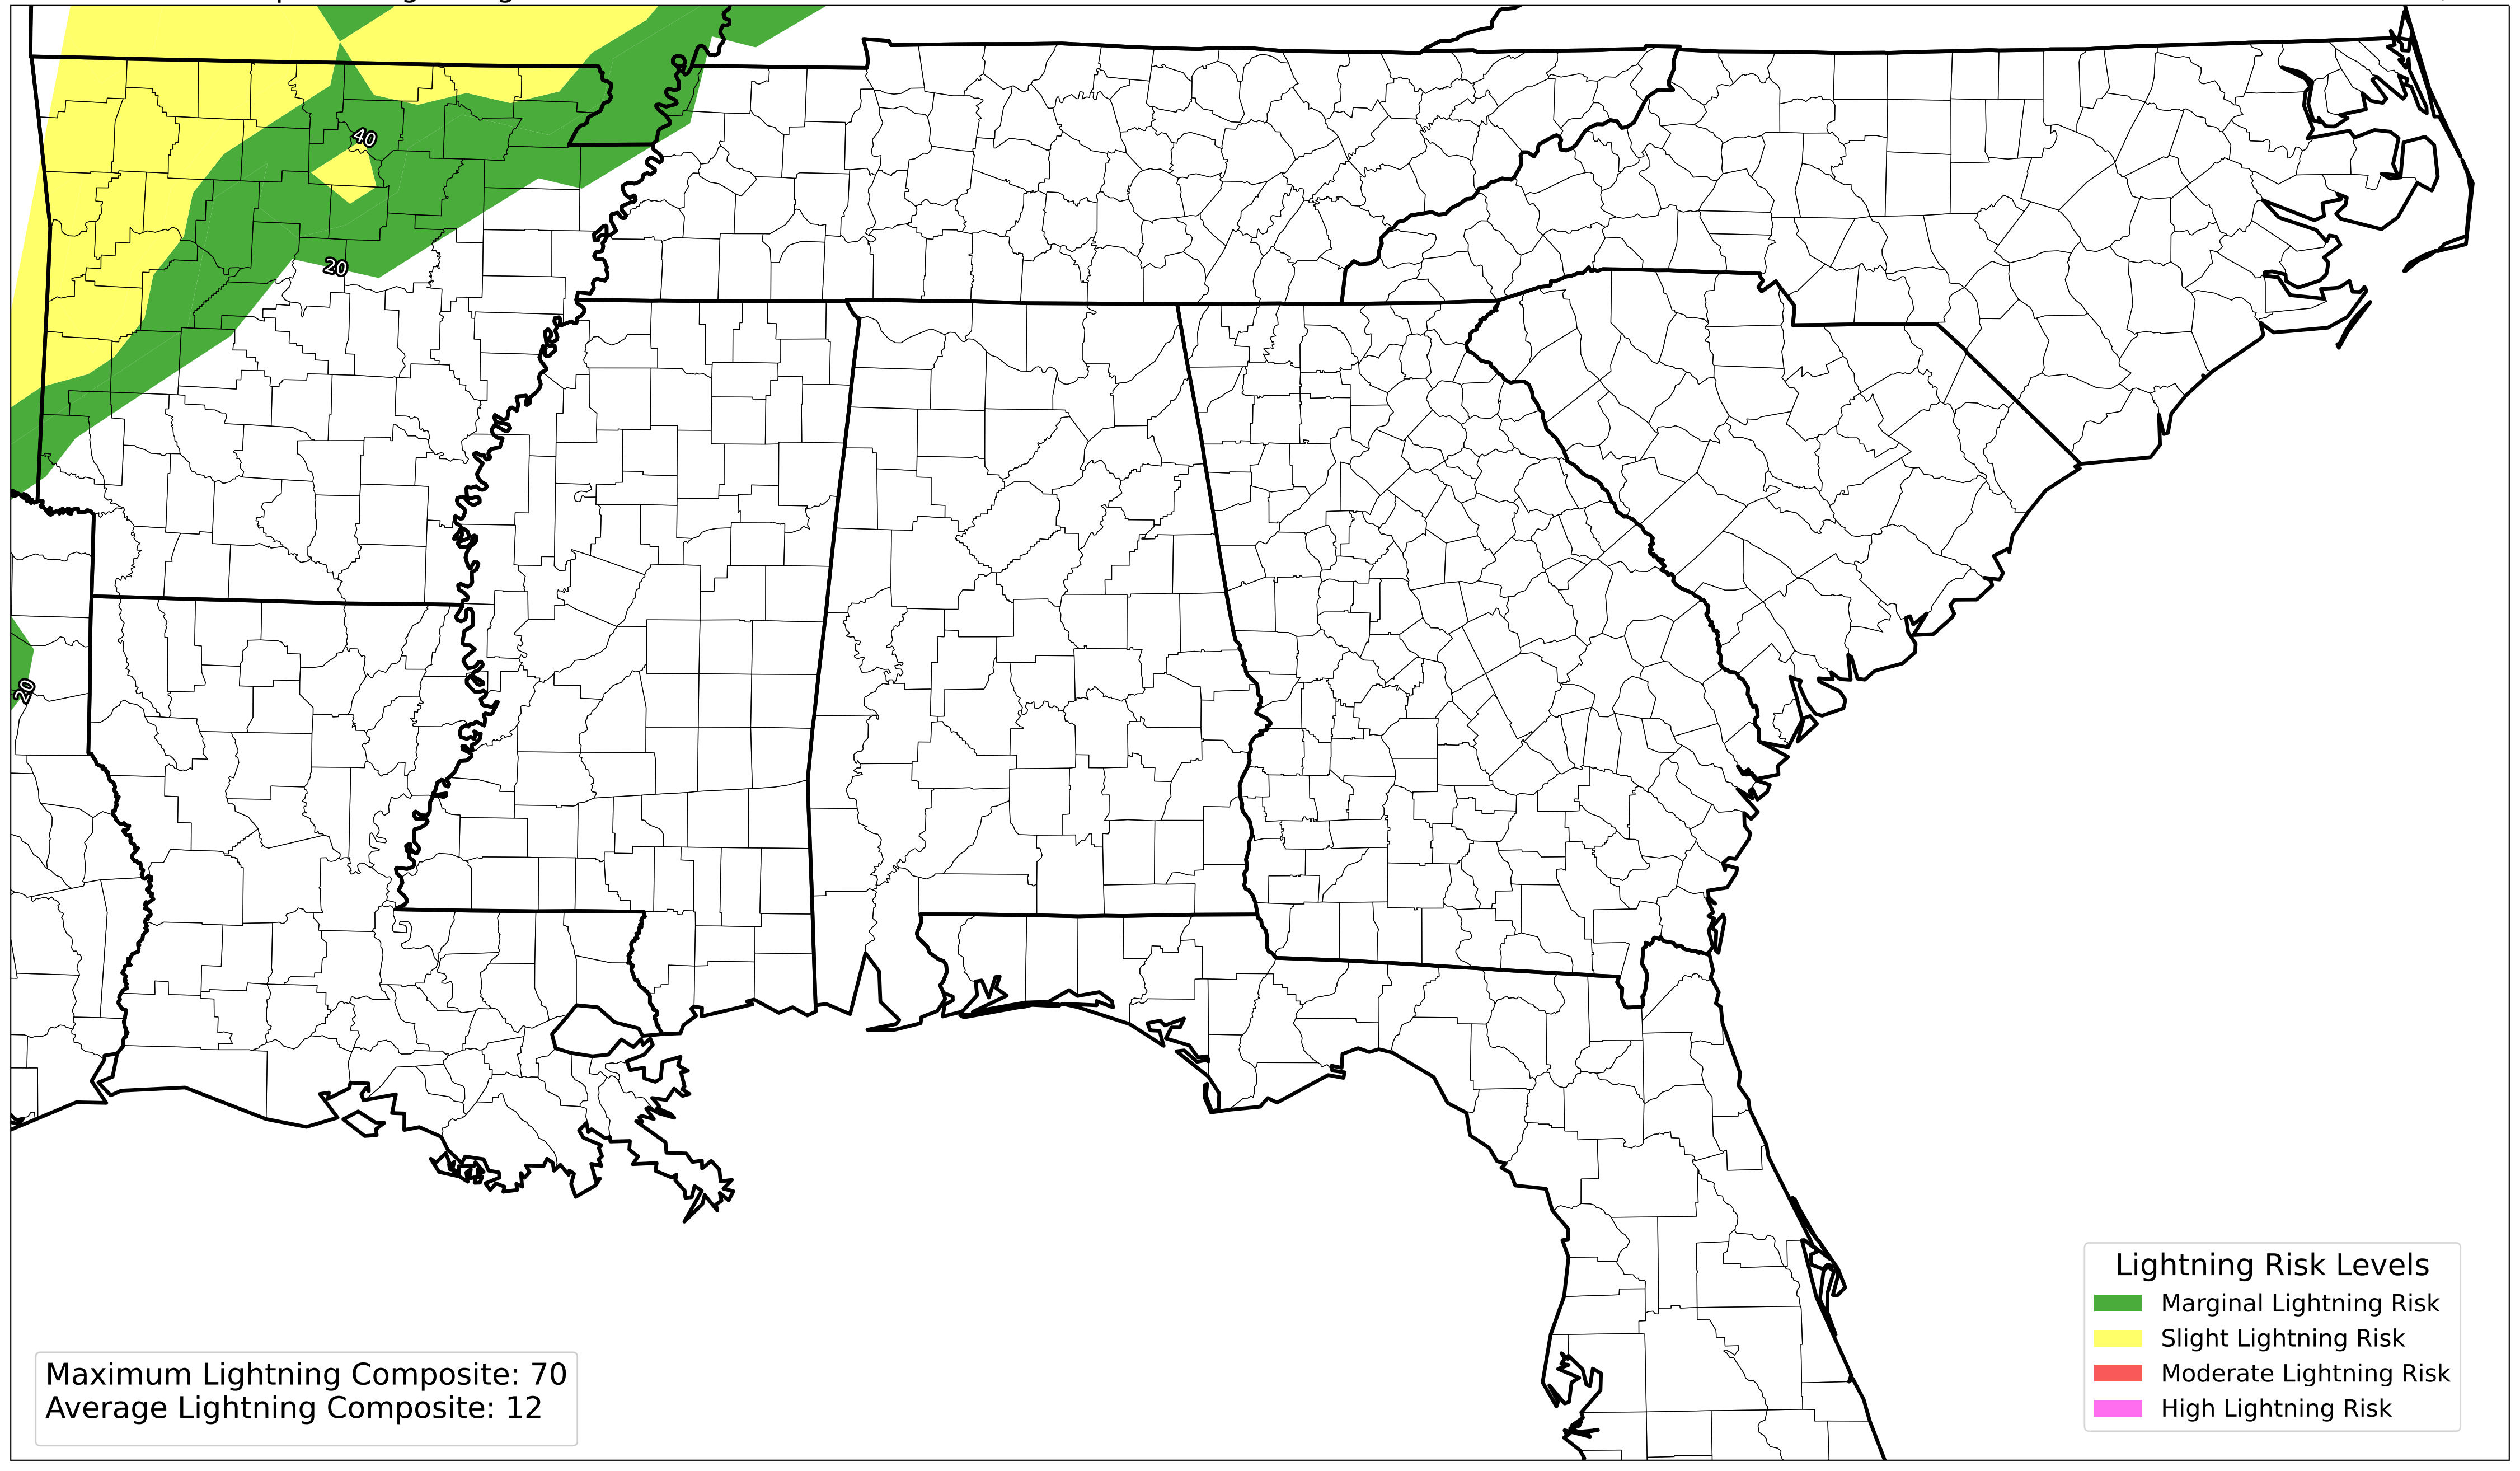 40
20
20
Lightning Risk Levels
Marginal Lightning Risk
Slight Lightning Risk
Moderate Lightning Risk
High Lightning Risk
Maximum Lightning Composite: 70
Average Lightning Composite: 12